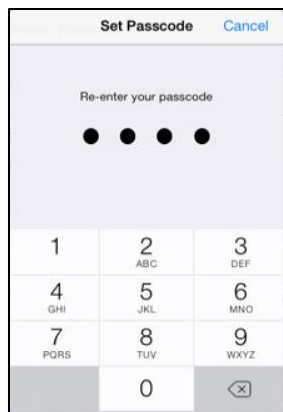 Set Passcode Cancel
Re-enter your passcode
1 2 3
ABC DEF
4 5 6
GHI JKL MNO
7 8 9
PQRS TUV WXYZ
0